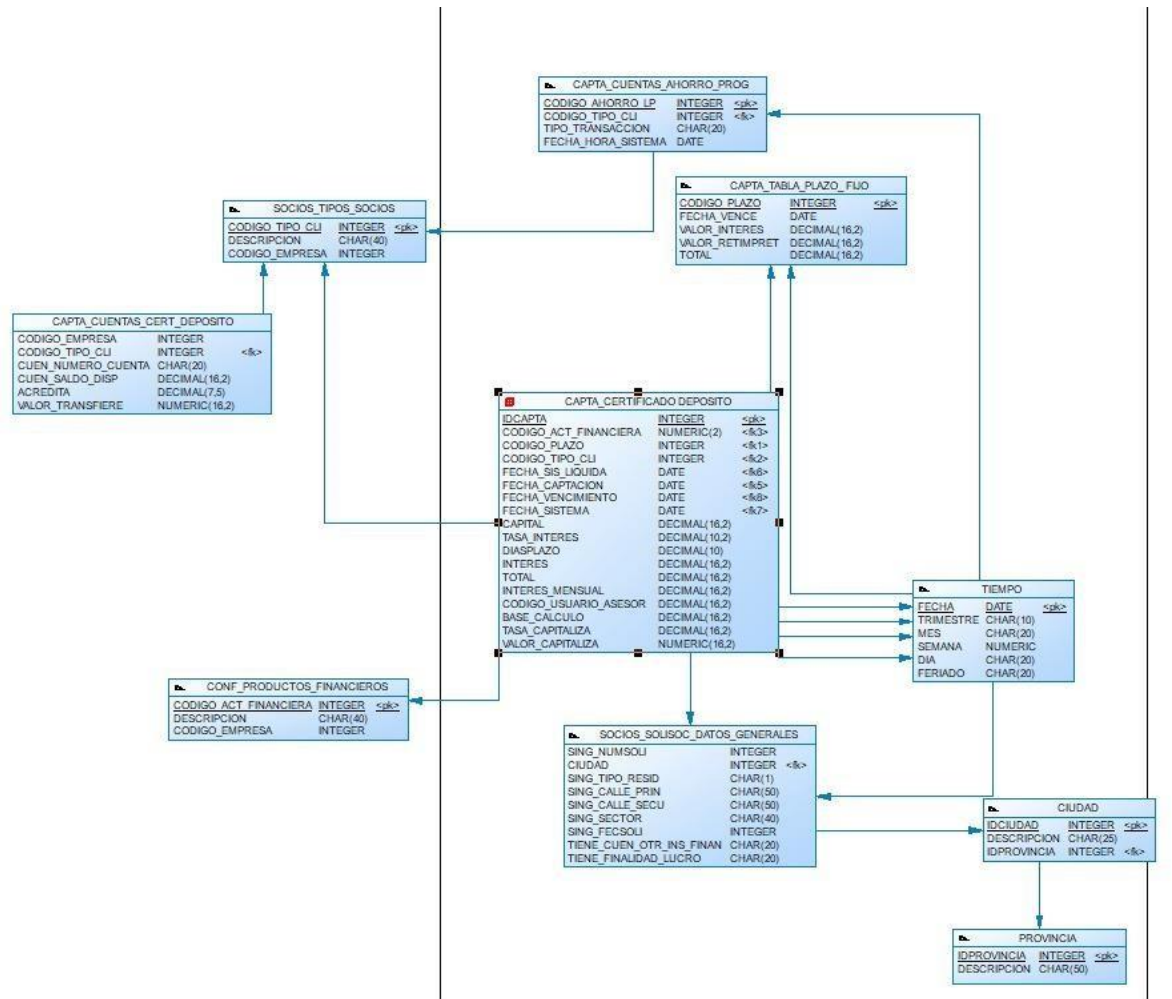 CAPTA_CUENTAS_AHORRO_PROG
CODIGO_AHORRO_LP INTEGER <pk>
CODIGO_TIPO_CLI INTEGER <fk>
TIPO_TRANSACCION CHAR(20)
FECHA_HORA_SISTEMA DATE
CAPTA_TABLA_PLAZO_FIJO
CODIGO_PLAZO INTEGER <pk>
FECHA_VENCE DATE
VALOR_INTERES DECIMAL(16,2)
VALOR_RETIMPRET DECIMAL(16,2)
TOTAL DECIMAL(16,2)
SOCIOS_TIPOS_SOCIOS
CODIGO_TIPO_CLI INTEGER <pk>
DESCRIPCION CHAR(40)
CODIGO_EMPRESA INTEGER
CAPTA_CUENTAS_CERT_DEPOSITO
CODIGO_EMPRESA INTEGER
CODIGO_TIPO_CLI INTEGER <fk>
CUEN_NUMERO_CUENTA CHAR(20)
CUEN_SALDO_DISP DECIMAL(16,2)
ACREDITA DECIMAL(7,5)
VALOR_TRANSFIERE NUMERIC(16,2)
CAPTA_CERTIFICADO DEPOSITO
IDCAPTA INTEGER <pk>
CODIGO_ACT_FINANCIERA NUMERIC(2) <fk3>
CODIGO_PLAZO INTEGER <fk1>
CODIGO_TIPO_CLI INTEGER <fk2>
FECHA_SIS_LIQUIDA DATE <fk6>
FECHA_CAPTACION DATE <fk5>
FECHA_VENCIMIENTO DATE <fk8>
FECHA_SISTEMA DATE <fk7>
CAPITAL DECIMAL(16,2)
TASA_INTERES DECIMAL(10,2)
DIASPLAZO DECIMAL(10)
INTERES DECIMAL(16,2)
TOTAL DECIMAL(16,2)
INTERES_MENSUAL DECIMAL(16,2)
CODIGO_USUARIO_ASESOR DECIMAL(16,2)
BASE_CALCULO DECIMAL(16,2)
TASA_CAPITALIZA DECIMAL(16,2)
VALOR_CAPITALIZA NUMERIC(16,2)
TIEMPO
FECHA DATE <pk>
TRIMESTRE CHAR(10)
MES CHAR(20)
SEMANA NUMERIC
DIA CHAR(20)
FERIADO CHAR(20)
CONF_PRODUCTOS_FINANCIEROS
CODIGO_ACT_FINANCIERA INTEGER <pk>
DESCRIPCION CHAR(40)
CODIGO_EMPRESA INTEGER
SOCIOS_SOLISOC_DATOS_GENERALES
SING_NUMSOLI INTEGER
CIUDAD INTEGER <fk>
SING_TIPO_RESID CHAR(1)
SING_CALLE_PRIN CHAR(50)
SING_CALLE_SECU CHAR(50)
SING_SECTOR CHAR(40)
SING_FECSOLI INTEGER
TIENE_CUEN_OTR_INS_FINAN CHAR(20)
TIENE_FINALIDAD_LUCRO CHAR(20)
CIUDAD
IDCIUDAD INTEGER <pk>
DESCRIPCION CHAR(25)
IDPROVINCIA INTEGER <fk>
PROVINCIA
IDPROVINCIA INTEGER <pk>
DESCRIPCION CHAR(50)